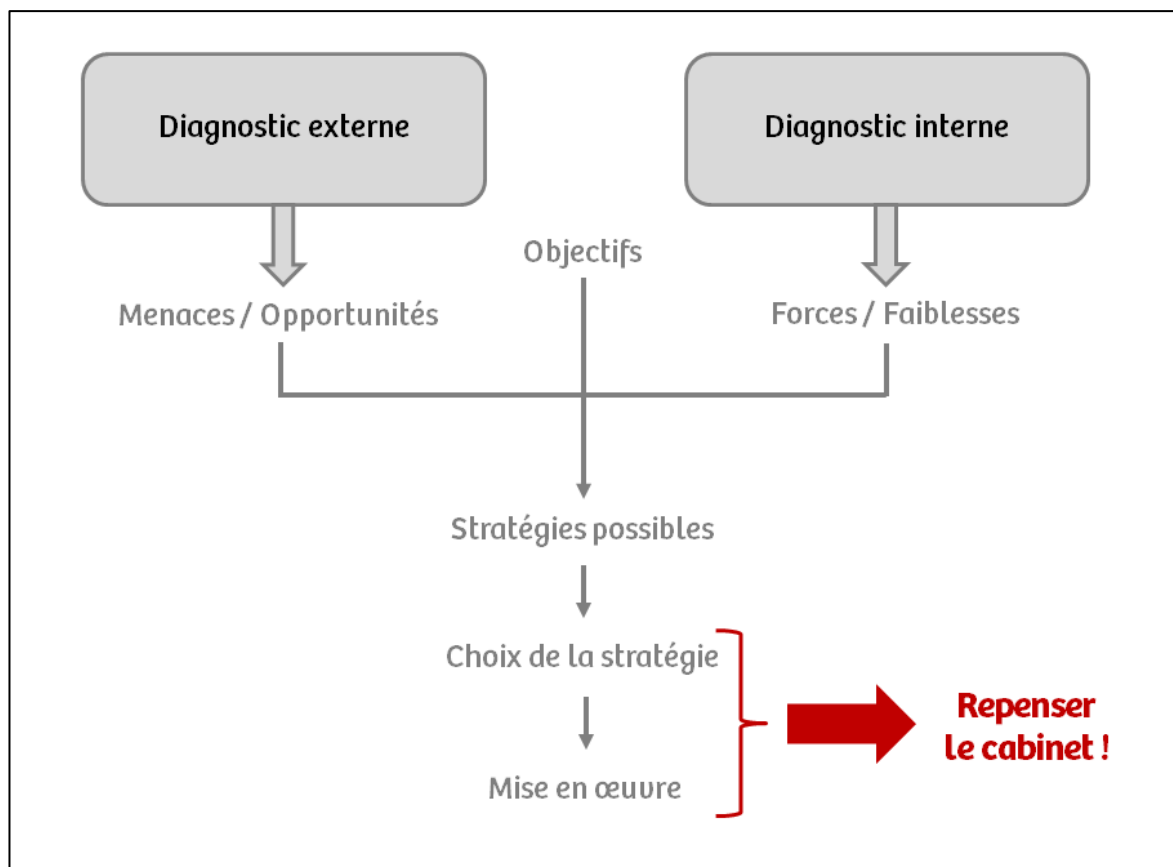 Diagnostic externe
Diagnostic interne
Objectifs
Menaces / Opportunités
Forces / Faiblesses
Stratégies possibles
Choix de la stratégie
Repenser
le cabinet !
Mise en œuvre